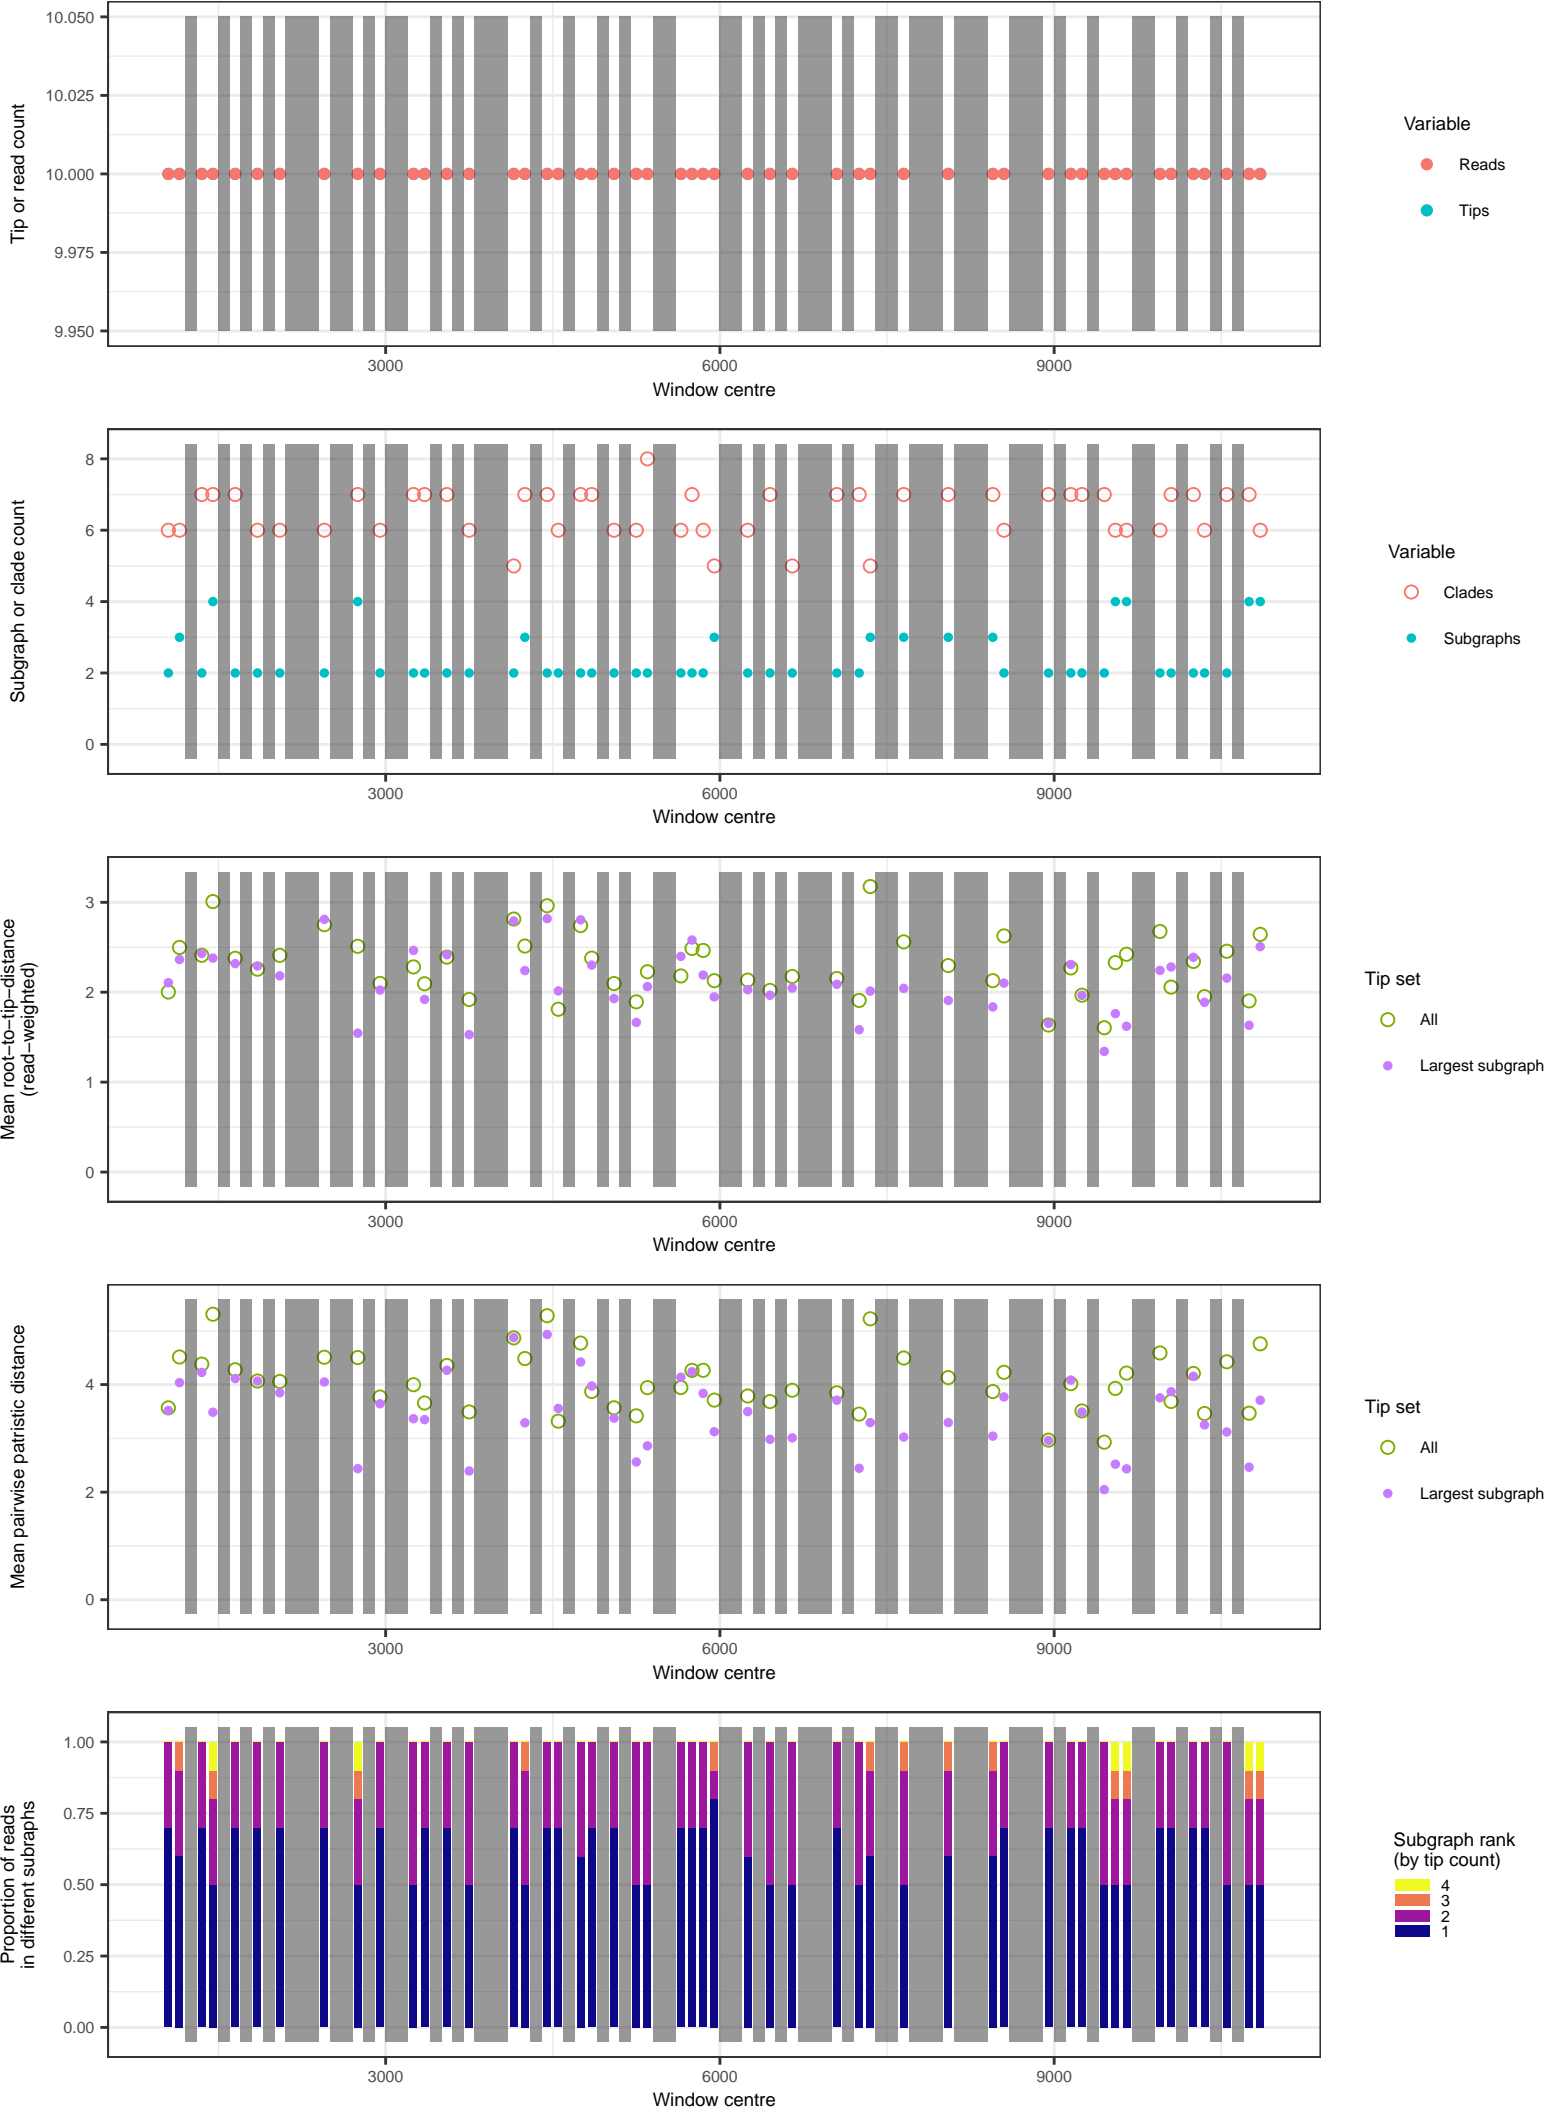 10.050
10.025
10.000
9.975
9.950
Tip or read count
3000 6000 9000
Window centre
Variable
Reads
Tips
8
6
4
2
0
Subgraph or clade count
3000 6000 9000
Window centre
Variable
Clades
Subgraphs
3
2
1
0
Mean root−to−tip−distance
(read−weighted)
3000 6000 9000
Window centre
Tip set
All
Largest subgraph
4
2
0
Mean pairwise patristic distance
3000 6000 9000
Window centre
Tip set
All
Largest subgraph
1.00
0.75
0.50
0.25
0.00
Proportion of reads
in different subraphs
3000 6000 9000
Window centre
Subgraph rank
(by tip count)
4
3
2
1